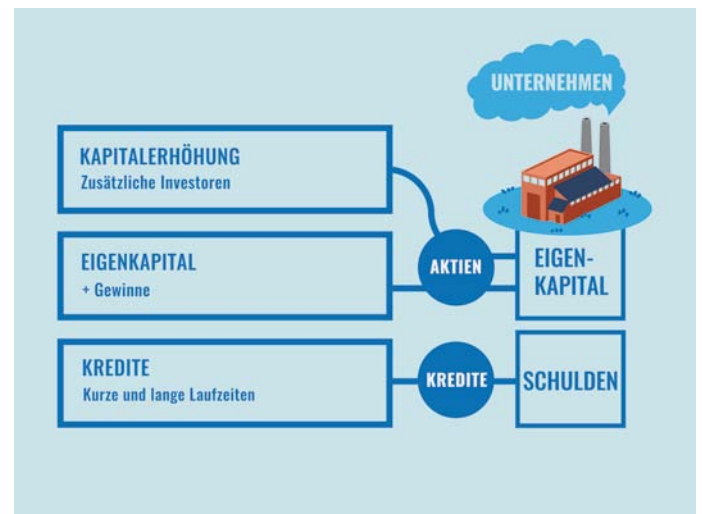 UNTERNEHMEN
KAPITALERHÖHUNG
Zusätzliche Investoren
EIGENKAPITAL
+ Gewinne
AKTIEN
EIGEN-
KAPITAL
KREDITE
Kurze und lange Laufzeiten
KREDITE
SCHULDEN